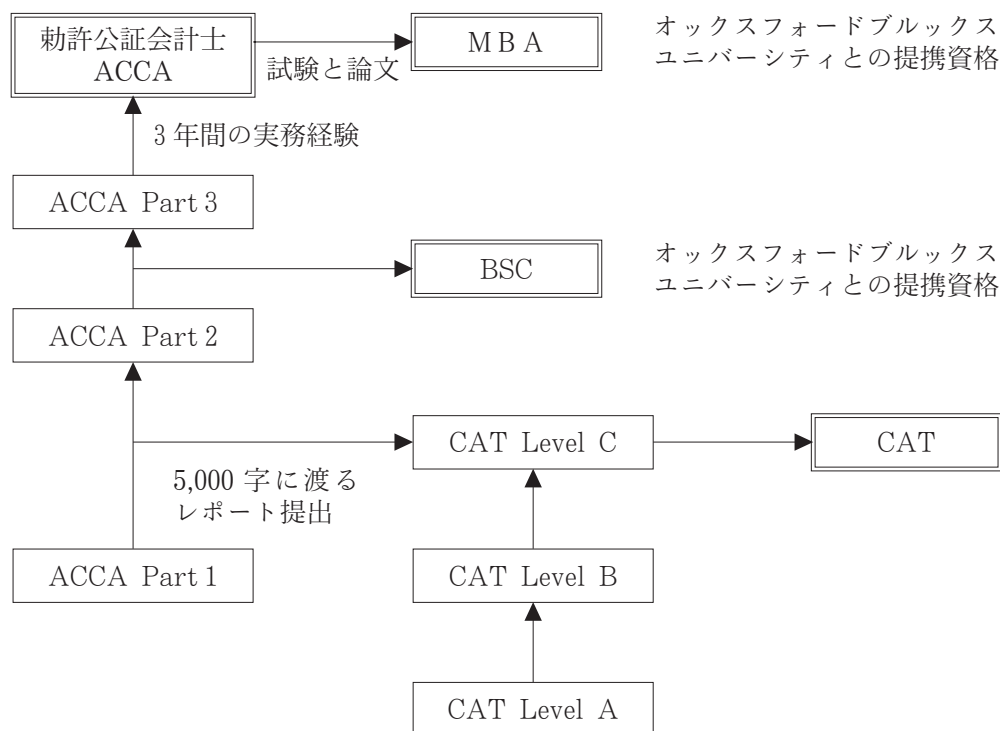 勅許公証会計士
ACCA
試験と論文
MBA
オックスフォードブルックス
ユニバーシティとの提携資格
3年間の実務経験
ACCA Part 3
BSC
オックスフォードブルックス
ユニバーシティとの提携資格
ACCA Part 2
CAT Level C
CAT
5,000字に渡る
レポート提出
ACCA Part 1
CAT Level B
CAT Level A